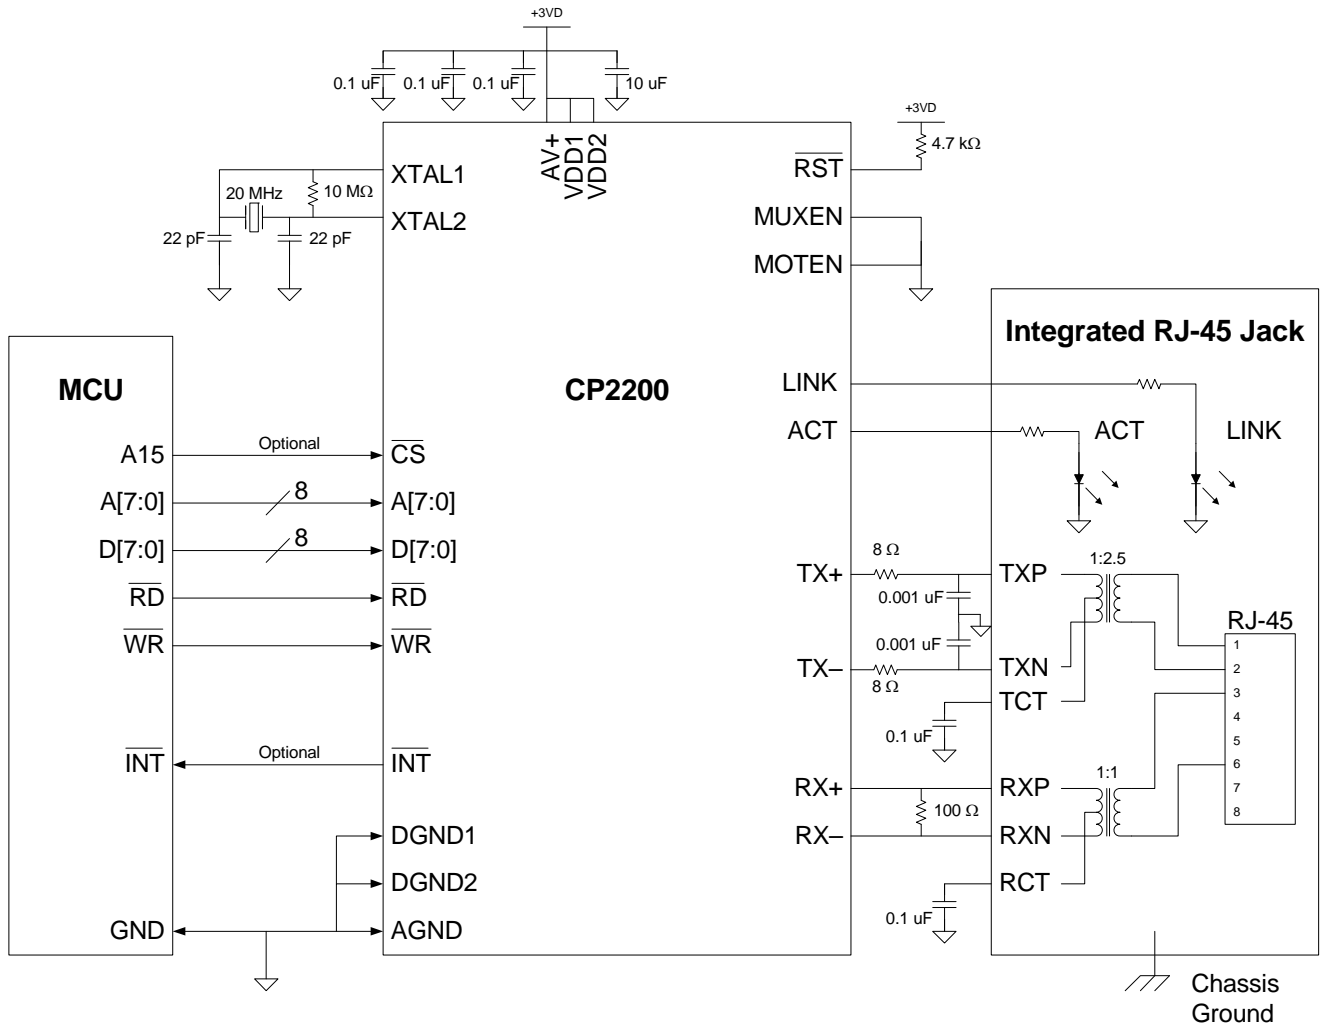 +3VD
0.1 uF
0.1 uF
0.1 uF
10 uF
AV+
VDD1
VDD2
+3VD
4.7 kΩ
XTAL1
RST
20 MHz
10 MΩ
XTAL2
MUXEN
22 pF
22 pF
MOTEN
Integrated RJ-45 Jack
MCU
CP2200
LINK
ACT
ACT
LINK
A15
Optional
CS
A[7:0]
8
A[7:0]
D[7:0]
8
D[7:0]
RD
RD
WR
WR
TX+
8 Ω
TXP
1:2.5
0.001 uF
0.001 uF
RJ-45
TX–
8 Ω
TXN
TCT
0.1 uF
1
2
3
4
5
6
7
8
INT
Optional
INT
RX+
RXP
1:1
100 Ω
RX–
RXN
RCT
0.1 uF
DGND1
DGND2
GND
AGND
Chassis
Ground